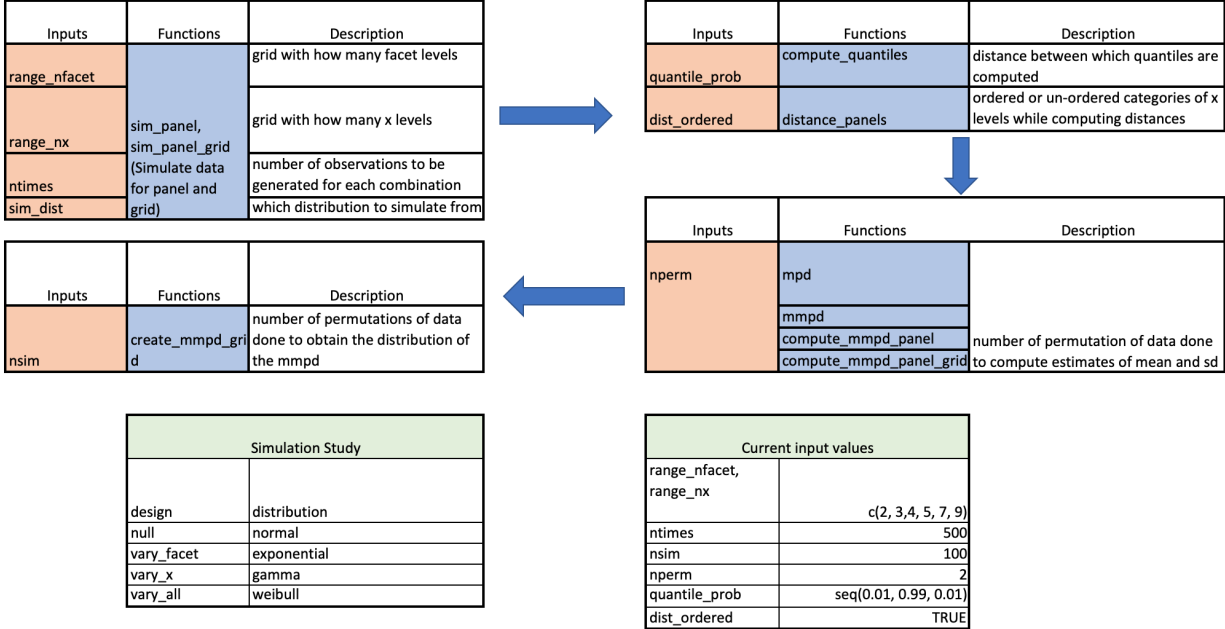 Inputs Functions Description
range_nfacet
sim_panel,
sim_panel_grid
(Simulate data
for panel and
grid)
grid with how many facet levels
range_nx
grid with how many x levels
ntimes
number of observations to be
generated for each combination
sim_dist
which distribution to simulate from
Inputs Functions Description
quantile_prob
compute_quantiles
distance between which quantiles are
computed
dist_ordered
distance_panels
ordered or un-ordered categories of x
levels while computing distances
Inputs Functions Description
nperm
mpd
mmpd
compute_mmpd_panel
compute_mmpd_panel_grid
number of permutation of data done
to compute estimates of mean and sd
Inputs Functions Description
nsim
create_mmpd_gri
d
number of permutations of data
done to obtain the distribution of
the mmpd
Simulation Study
design distribution
null normal
vary_facet exponential
vary_x gamma
vary_all weibull
Current input values
range_nfacet,
range_nx
c(2, 3,4, 5, 7, 9)
ntimes 500
nsim 100
nperm 2
quantile_prob seq(0.01, 0.99, 0.01)
dist_ordered TRUE